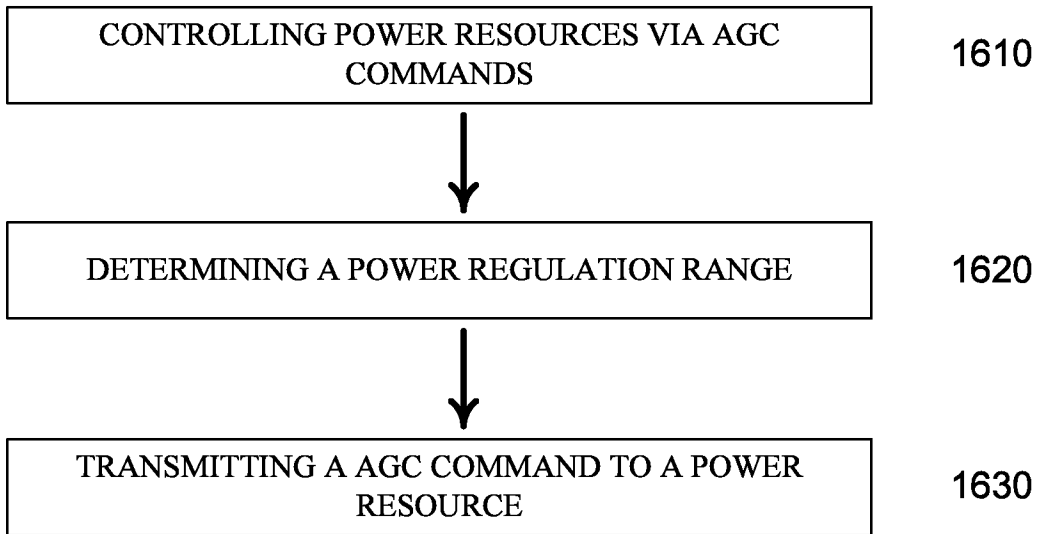 CONTROLLING POWER RESOURCES VIA AGC
COMMANDS
1610
DETERMINING A POWER REGULATION RANGE
1620
TRANSMITTING A AGC COMMAND TO A POWER
RESOURCE
1630